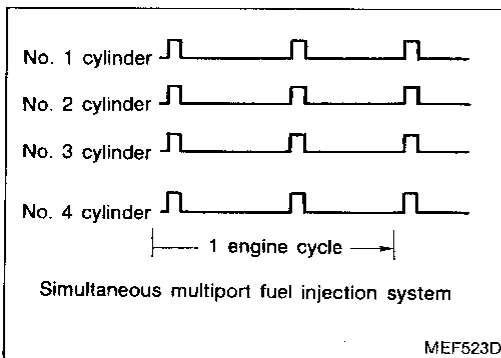 No. 1 cylinder
No. 2 cylinder
No. 3 cylinder
No. 4 cylinder
1 engine cycle
Simultaneous multiport fuel injection system
MEF523D